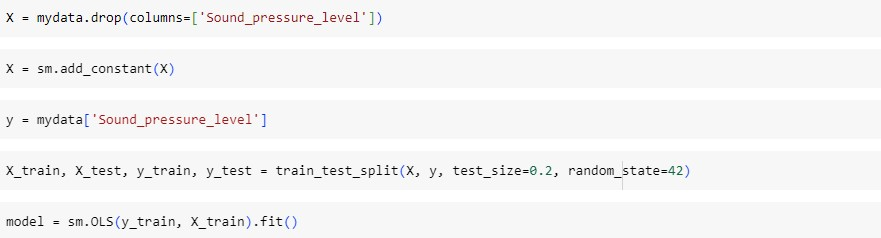 X = mydata.drop(columns=['Sound_pressure_level'])
X = sm.add_constant(X)
y = mydata['Sound_pressure_level']
X_train, X_test, y_train, y_test = train_test_split(X, y, test_size=0.2, random_state=42)
model = sm.OLS(y_train, X_train).fit()